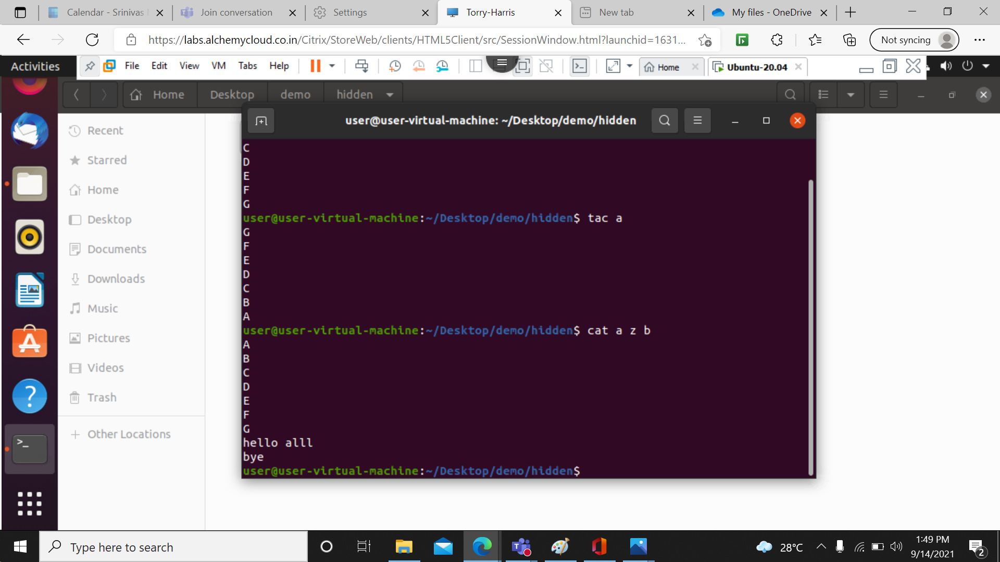 Calendar - Srinivas
Join conversation
Settings
Torry-Harris
New tab
My files - OneDrive
https://labs.alchemycloud.co.in/Citrix/StoreWeb/clients/HTML5Client/src/SessionWindow.html?launchid=1631...
Not syncing
Activities
File Edit View VM Tabs Help
Home
Ubuntu-20.04
Home Desktop demo hidden
user@user-virtual-machine: ~/Desktop/demo/hidden
Recent
Starred
Home
Desktop
Documents
Downloads
Music
Pictures
Videos
Trash
Other Locations
C
D
E
F
G
user@user-virtual-machine:~/Desktop/demo/hidden$ tac a
G
F
E
D
C
B
A
user@user-virtual-machine:~/Desktop/demo/hidden$ cat a z b
A
B
C
D
E
F
G
hello alll
bye
user@user-virtual-machine:~/Desktop/demo/hidden$
Type here to search
28°C
1:49 PM
9/14/2021
2